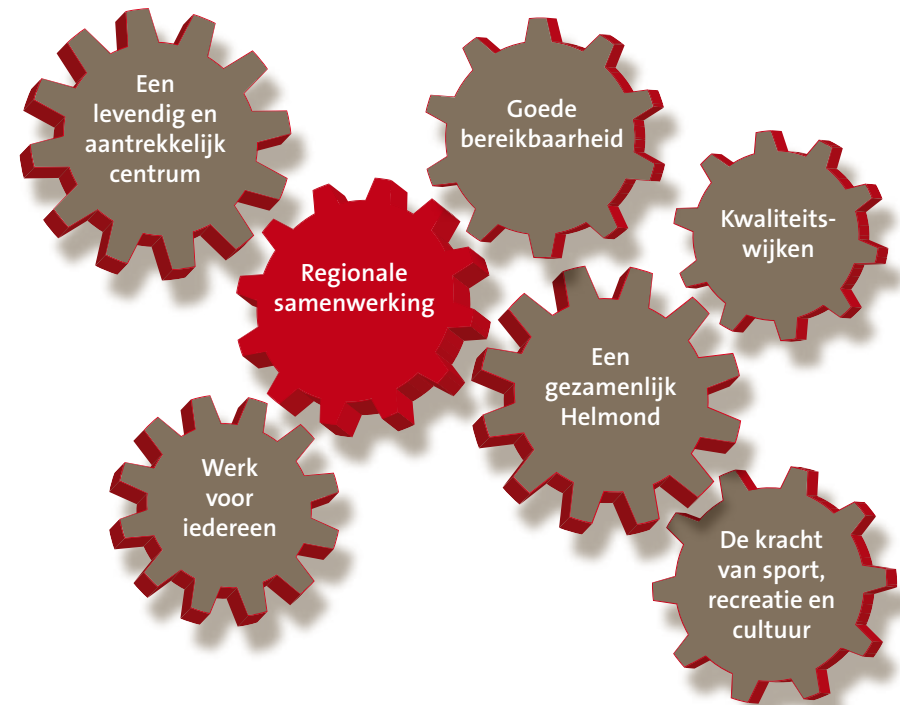 Een
levendig en
aantrekkelijk
centrum
Goede
bereikbaarheid
Kwaliteits-
wijken
Regionale
samenwerking
Een
gezamenlijk
Helmond
Werk
voor
iedereen
De kracht
van sport,
recreatie en
cultuur